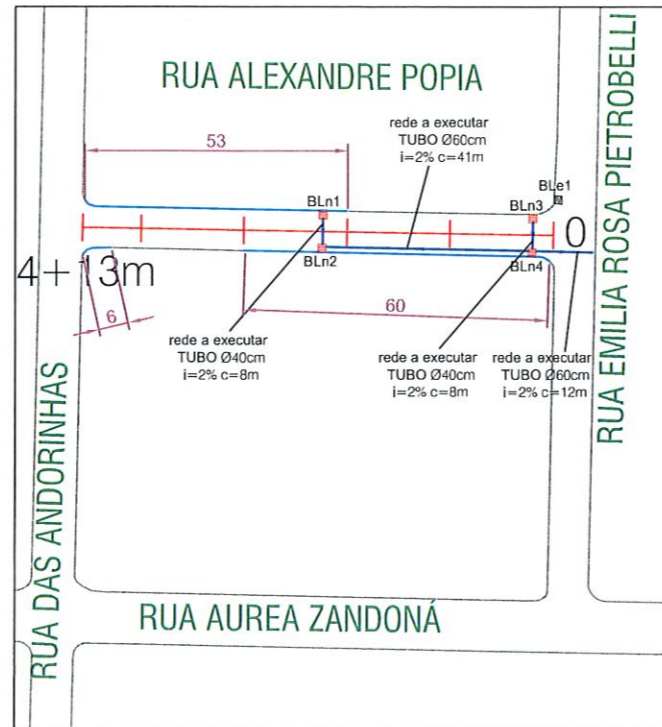 RUA ALEXANDRE POPIA
rede a executar
TUBO Ø60cm
i=2% c=41m
53
BLn1
BLn3
BLe1
0
BLn2
BLn4
4+13m
6
60
rede a executar
TUBO Ø40cm
i=2% c=8m
rede a executar
TUBO Ø40cm
i=2% c=8m
rede a executar
TUBO Ø60cm
i=2% c=12m
RUA EMILIA ROSA PIETROBELLI
RUA DAS ANDORINHAS
RUA AUREA ZANDONÁ